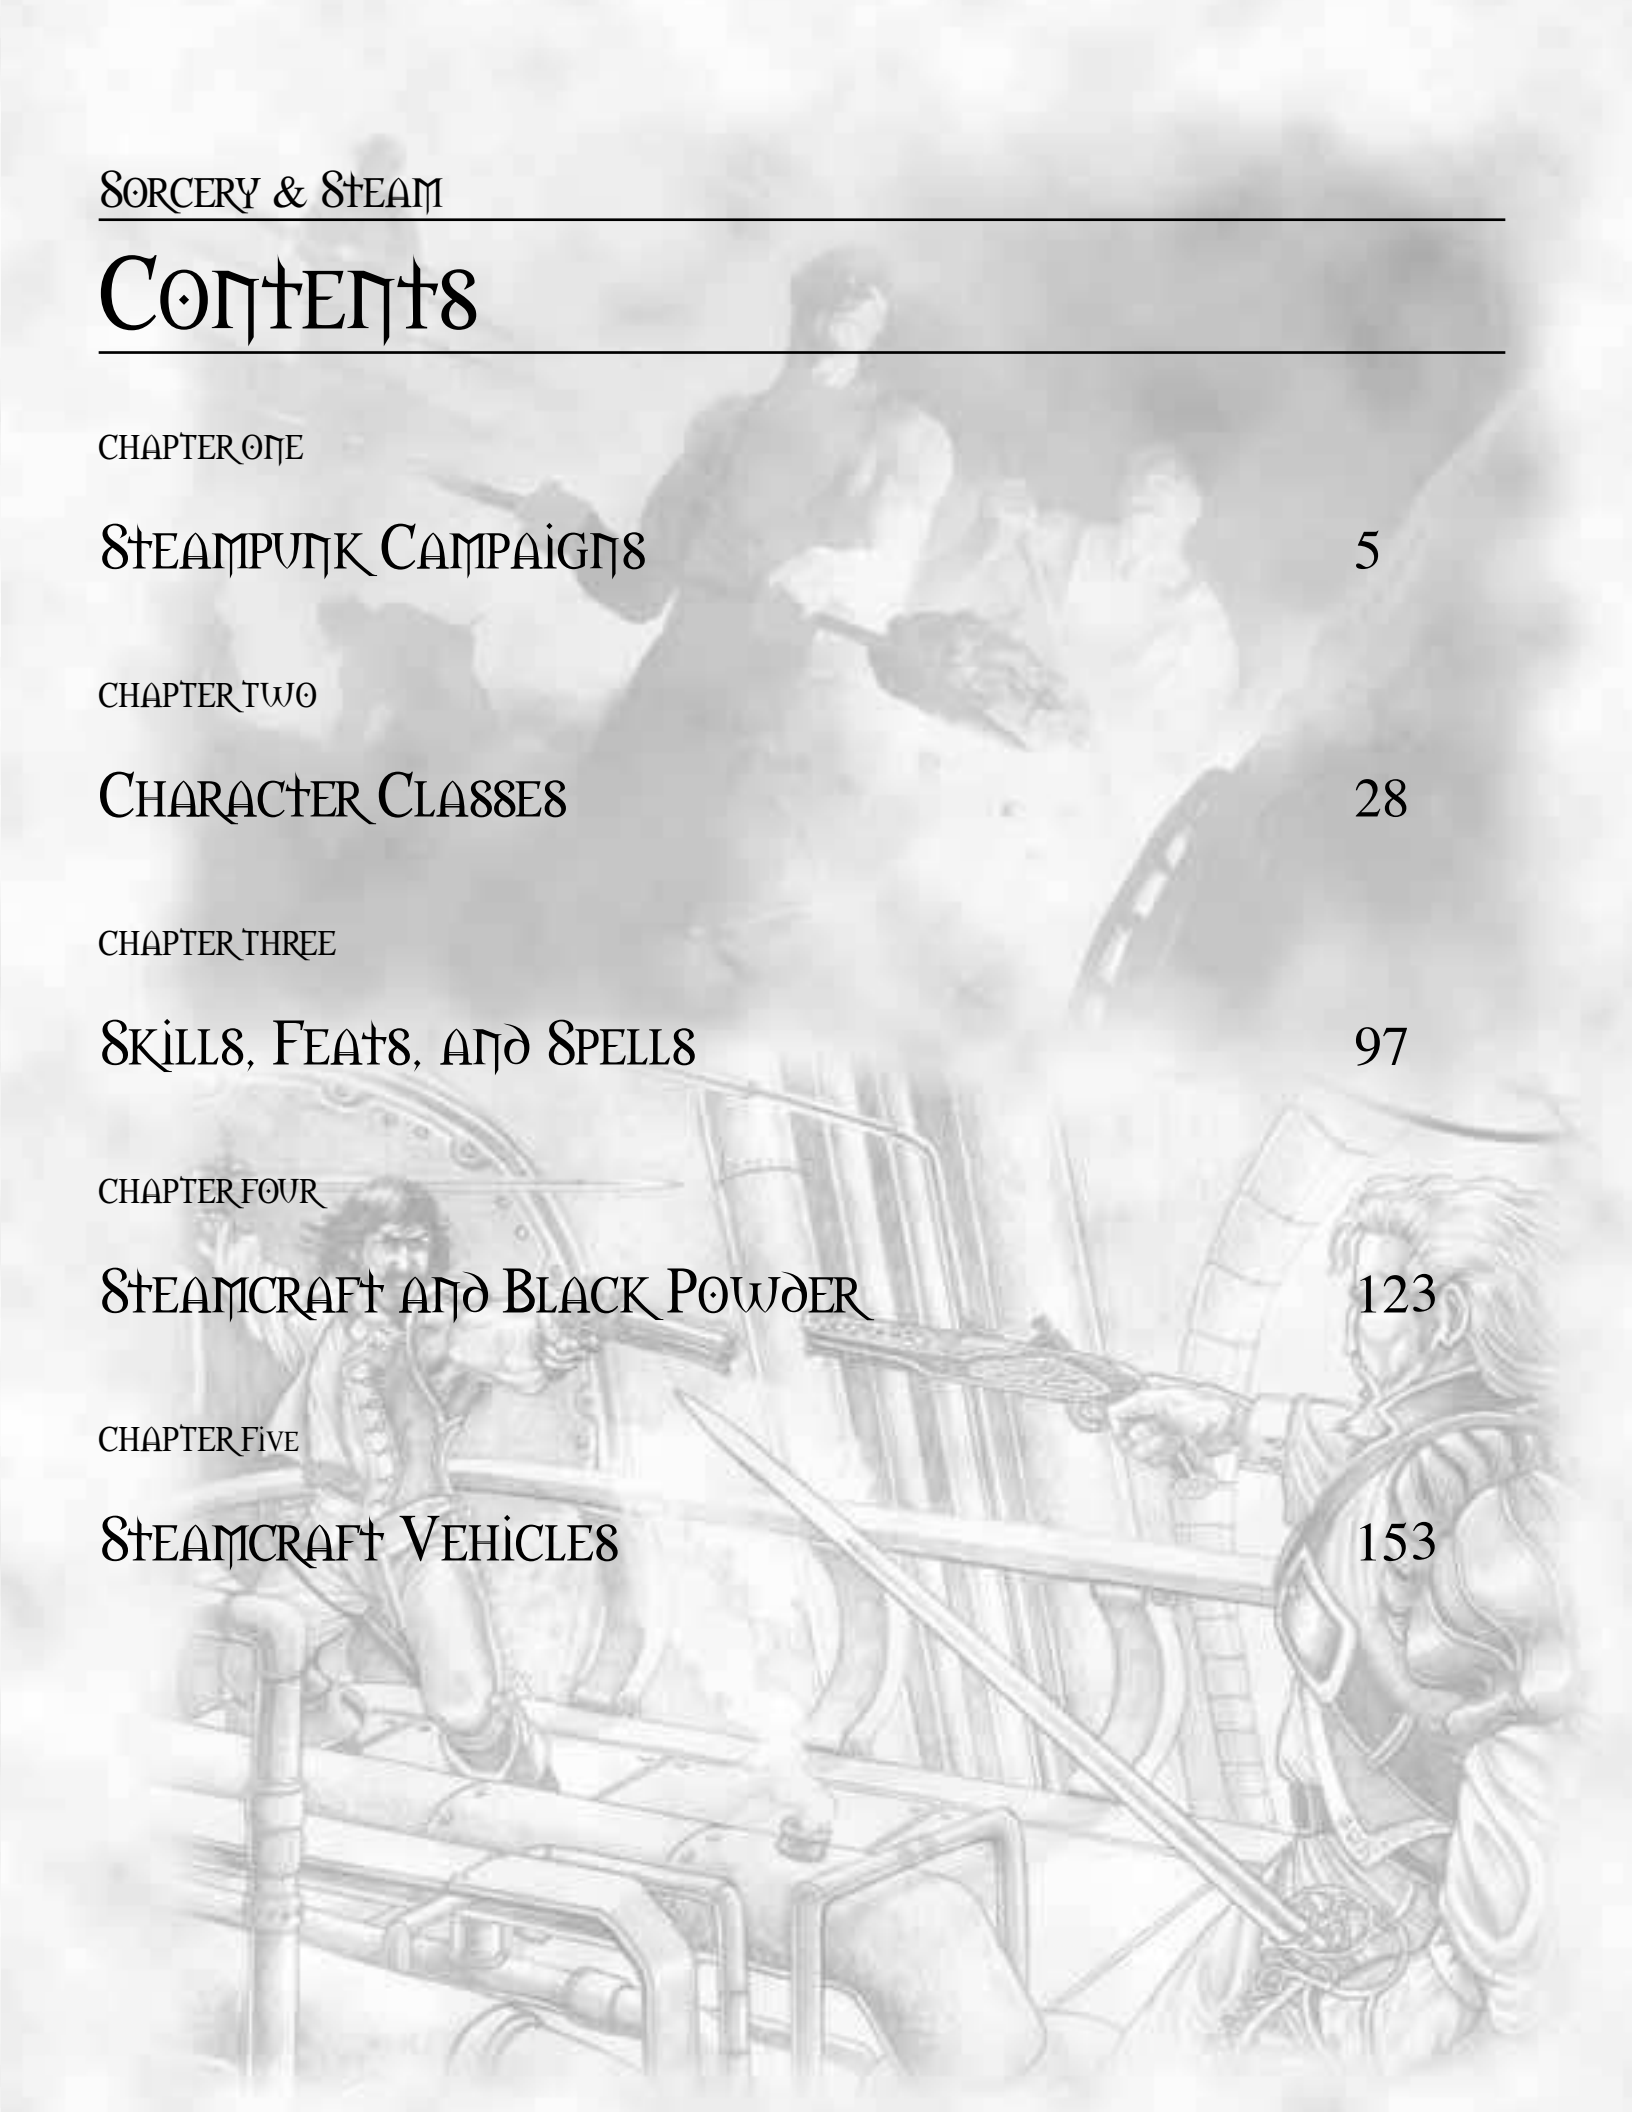 Sorcery & Steam
Contents
Chapter One
Steampunk Campaigns 5
Chapter Two
Character Classes 28
Chapter Three
Skills, Feats, and Spells 97
Chapter Four
Steamcraft and Black Powder 123
Chapter Five
Steamcraft Vehicles 153